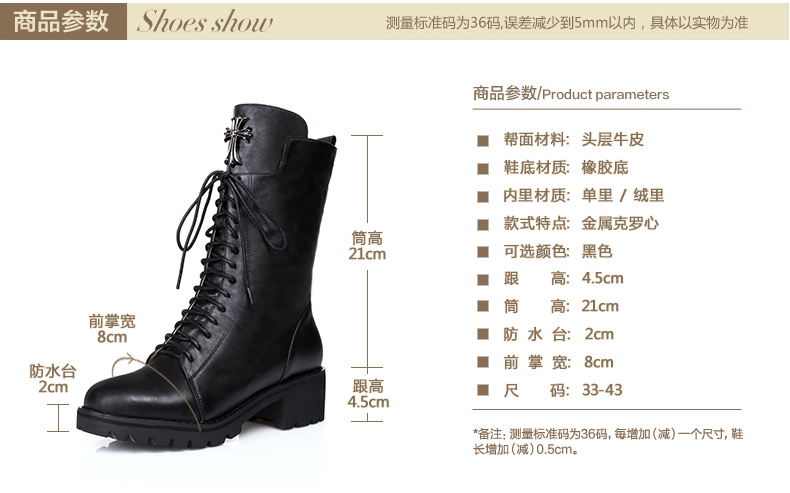 商品参数 Shoes show 测量标准码为36码,误差减少到5mm以内，具体以实物为准
商品参数/Product parameters
帮面材料: 头层牛皮
鞋底材质: 橡胶底
内里材质: 单里 / 绒里
款式特点: 金属克罗心
可选颜色: 黑色
跟 高: 4.5cm
筒 高: 21cm
防 水 台: 2cm
前 掌 宽: 8cm
尺 码: 33-43
*备注: 测量标准码为36码, 每增加（减）一个尺寸, 鞋
长增加（减）0.5cm。
筒高
21cm
前掌宽
8cm
防水台
2cm
跟高
4.5cm